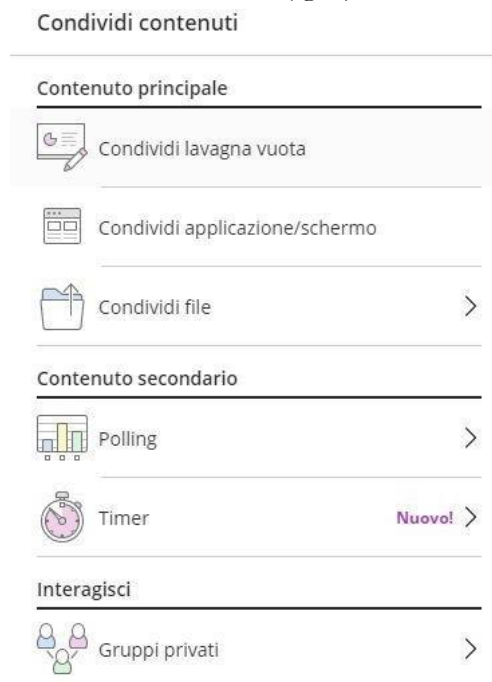 Condividi contenuti
Contenuto principale
Condividi lavagna vuota
Condividi applicazione/schermo
Condividi file
Contenuto secondario
Polling
Timer
Nuovo!
Interagisci
Gruppi privati